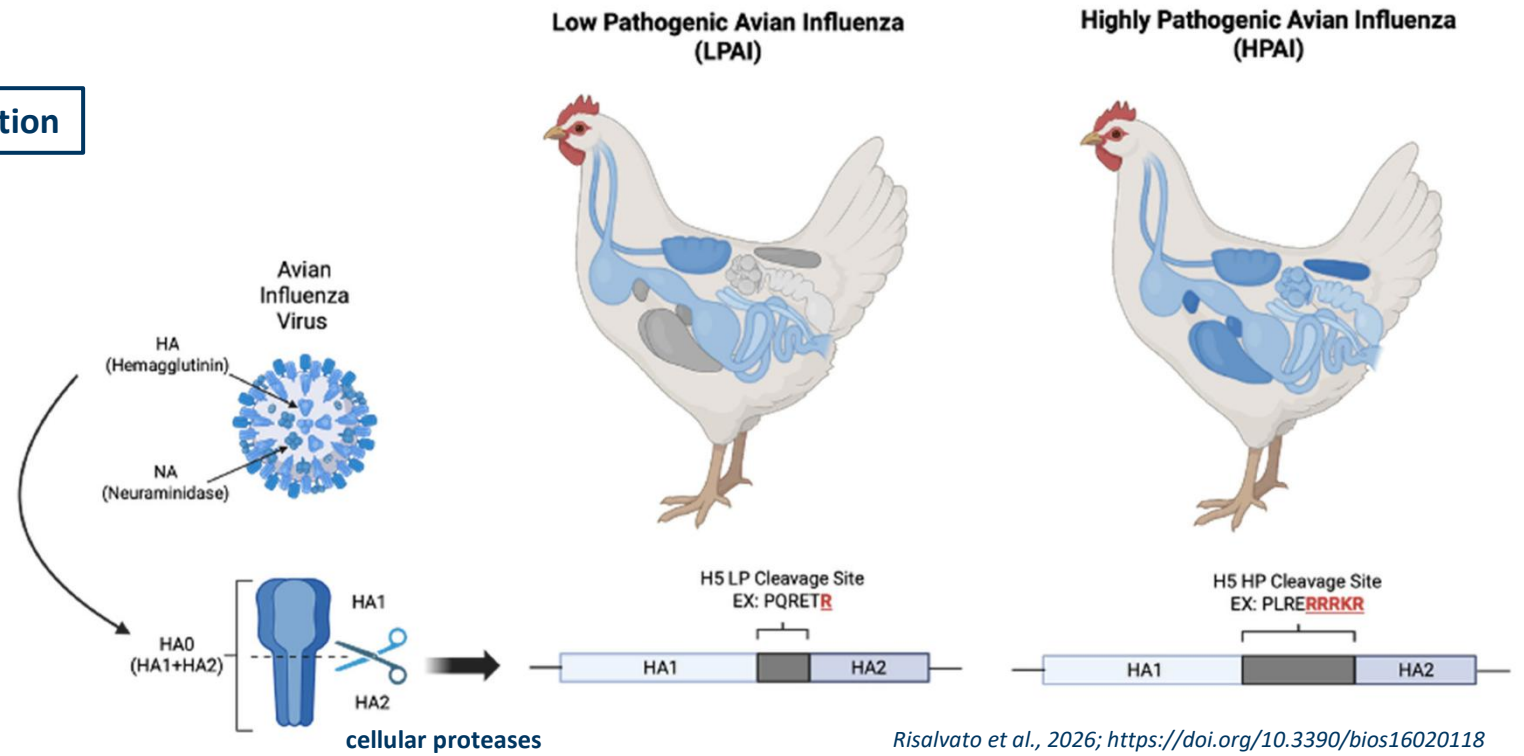 Low Pathogenic Avian Influenza
(LPAI)
Highly Pathogenic Avian Influenza
(HPAI)
tion
Avian
Influenza
Virus
HA
(Hemagglutinin)
NA
(Neuraminidase)
HA0
(HA1+HA2)
HA1
HA2
cellular proteases
H5 LP Cleavage Site
EX: PQRETR
HA1
HA2
H5 HP Cleavage Site
EX: PLRERRRKR
HA1
HA2
Risalvato et al., 2026; https://doi.org/10.3390/bios16020118